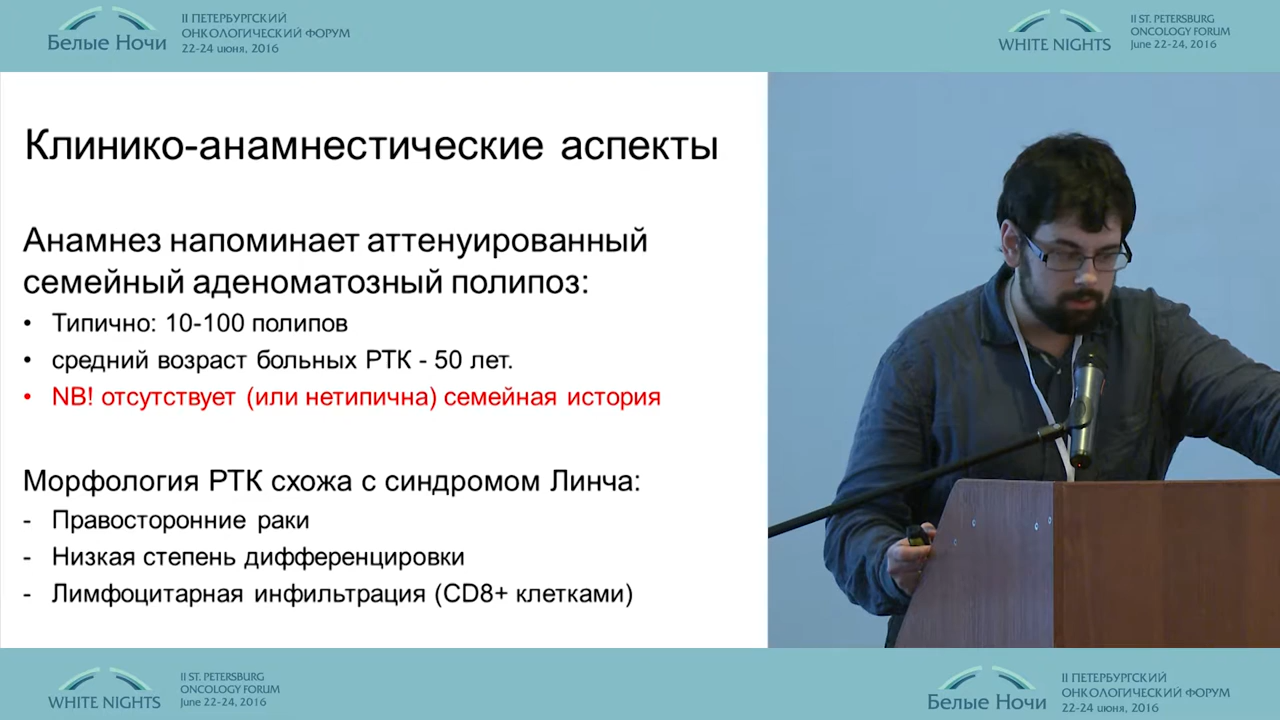 Белые Ночи
II ПЕТЕРБУРГСКИЙ
ОНКОЛОГИЧЕСКИЙ ФОРУМ
22-24 июня, 2016
WHITE NIGHTS
II ST. PETERSBURG
ONCOLOGY FORUM
June 22-24, 2016
Клинико-анамнестические аспекты
Анамнез напоминает аттенуированный
семейный аденоматозный полипоз:
• Типично: 10-100 полипов
• средний возраст больных РТК - 50 лет.
• NB! отсутствует (или нетипична) семейная история
Морфология РТК схожа с синдромом Линча:
- Правосторонние раки
- Низкая степень дифференцировки
- Лимфоцитарная инфильтрация (CD8+ клетками)
WHITE NIGHTS
II ST. PETERSBURG
ONCOLOGY FORUM
June 22-24, 2016
Белые Ночи
II ПЕТЕРБУРГСКИЙ
ОНКОЛОГИЧЕСКИЙ ФОРУМ
22-24 июня, 2016